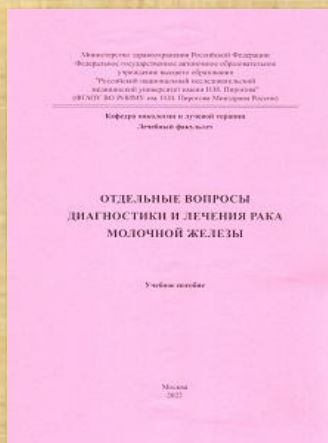 Министерство здравоохранения Российской Федерации
Федеральное государственное автономное образовательное
учреждение высшего образования
"Российский национальный исследовательский
медицинский университет имени Н.И. Пирогова"
(ФГАОУ ВО РНИМУ им. Н.И. Пирогова Минздрава России)
Кафедра онкологии и лучевой терапии
Лечебный факультет
ОТДЕЛЬНЫЕ ВОПРОСЫ
ДИАГНОСТИКИ И ЛЕЧЕНИЯ РАКА
МОЛОЧНОЙ ЖЕЛЕЗЫ
Учебное пособие
Москва
2022